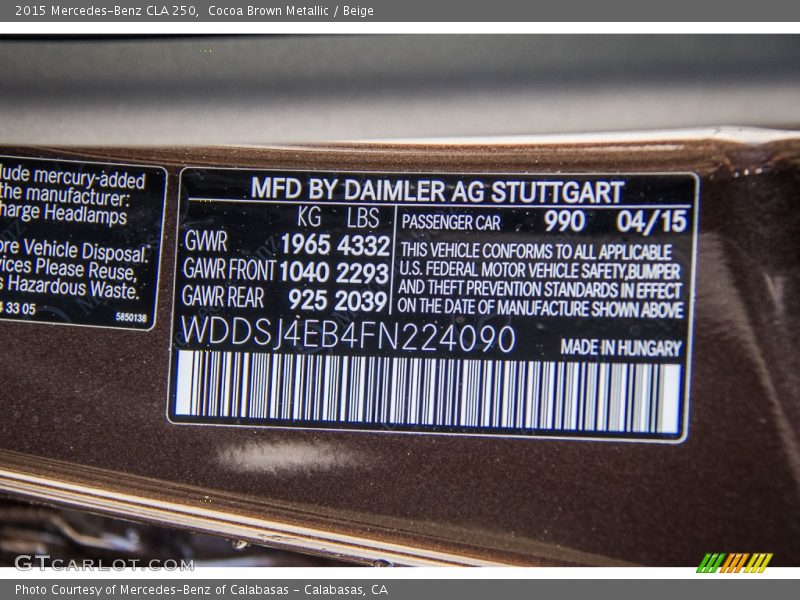 2015 Mercedes-Benz CLA 250,  Cocoa Brown Metallic / Beige
lude mercury-added
the manufacturer:
harge Headlamps
ore Vehicle Disposal.
vices Please Reuse,
s Hazardous Waste.
4 33 05
5850138
MFD BY DAIMLER AG STUTTGART
KG LBS
GWR 1965 4332
GAWR FRONT 1040 2293
GAWR REAR 925 2039
PASSENGER CAR 990 04/15
THIS VEHICLE CONFORMS TO ALL APPLICABLE
U.S. FEDERAL MOTOR VEHICLE SAFETY,BUMPER
AND THEFT PREVENTION STANDARDS IN EFFECT
ON THE DATE OF MANUFACTURE SHOWN ABOVE
WDDSJ4EB4FN224090
MADE IN HUNGARY
GTCARLOT.COM
Photo Courtesy of Mercedes-Benz of Calabasas - Calabasas, CA